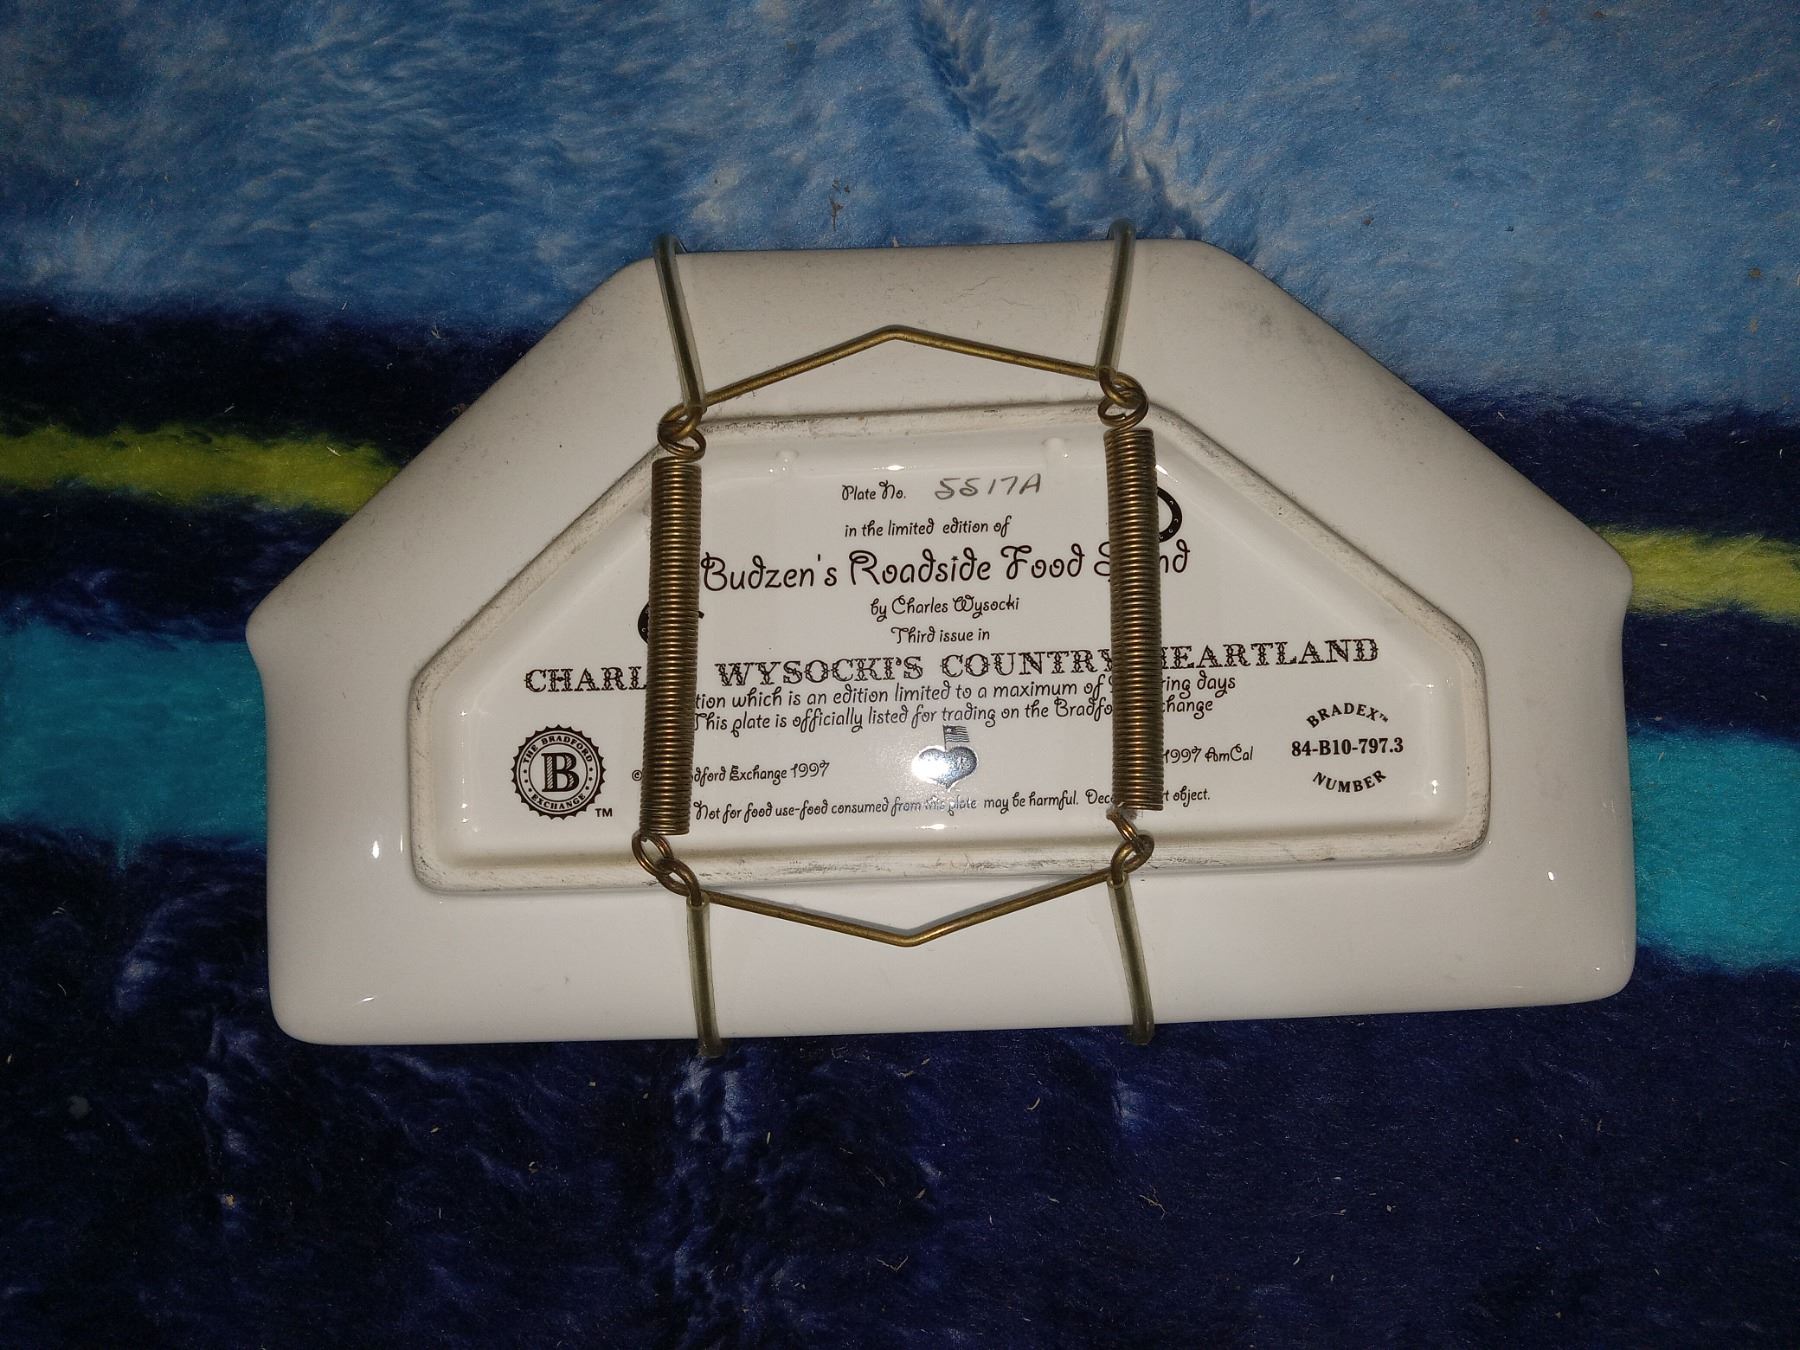 Plate No. 5517A
in the limited edition of
Budzen's Roadside Food S nd
by Charles Wysocki
Third issue in
CHARL WYSOCKI'S COUNTRY HEARTLAND
tion which is an edition limited to a maximum of ring days
This plate is officially listed for trading on the Bradfo change
THE BRADFORD
B
EXCHANGE
TM
© dford Exchange 1997
1997 AmCal
BRADEX™
84-B10-797.3
NUMBER
Not for food use-food consumed from this plate may be harmful. Deco t object.